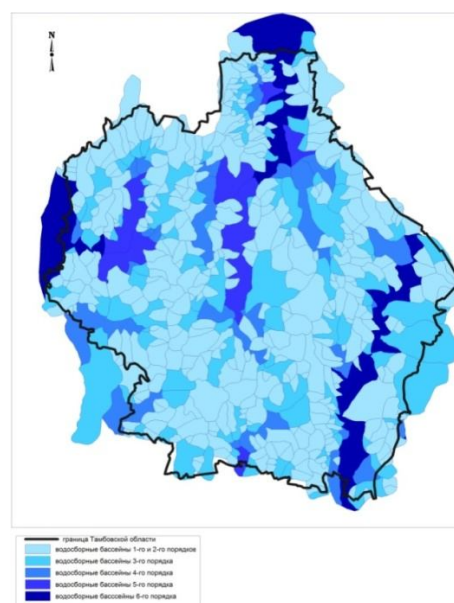 N
граница Тамбовской области
водосборные бассейны 1-го и 2-го порядков
водосборные бассейны 3-го порядка
водосборные бассейны 4-го порядка
водосборные бассейны 5-го порядка
водосборные бассейны 6-го порядка